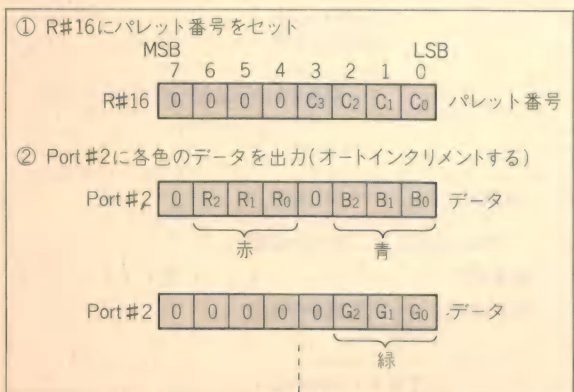 ① R#16にパレット番号をセット
MSB LSB
7 6 5 4 3 2 1 0
R#16 0 0 0 0 C3 C2 C1 C0 パレット番号
② Port#2に各色のデータを出力(オートインクリメントする)
Port#2 0 R2 R1 R0 0 B2 B1 B0 データ
赤 青
Port#2 0 0 0 0 0 G2 G1 G0 データ
緑